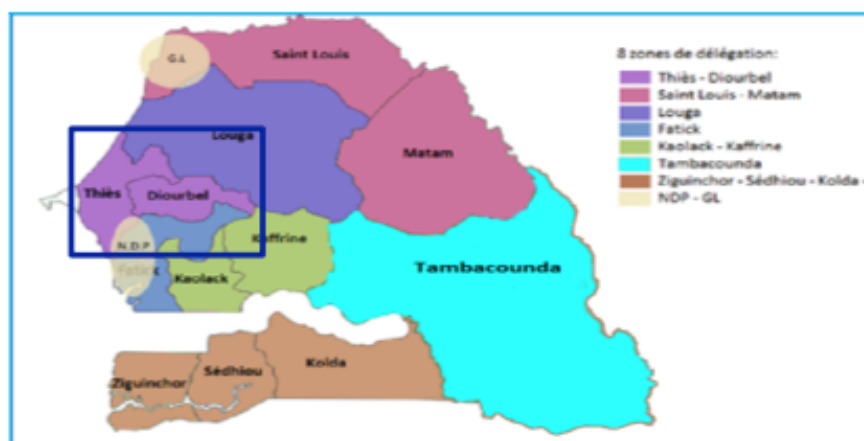 G.L
Saint Louis
Louga
Matam
Thiès
Diourbel
N.D.P
Fatick
Kaolack
Kaffrine
Tambacounda
Ziguinchor
Sédhiou
Kolda
8 zones de délégation:
Thiès - Diourbel
Saint Louis - Matam
Louga
Fatick
Kaolack - Kaffrine
Tambacounda
Ziguinchor - Sédhiou - Kolda -
NDP - GL